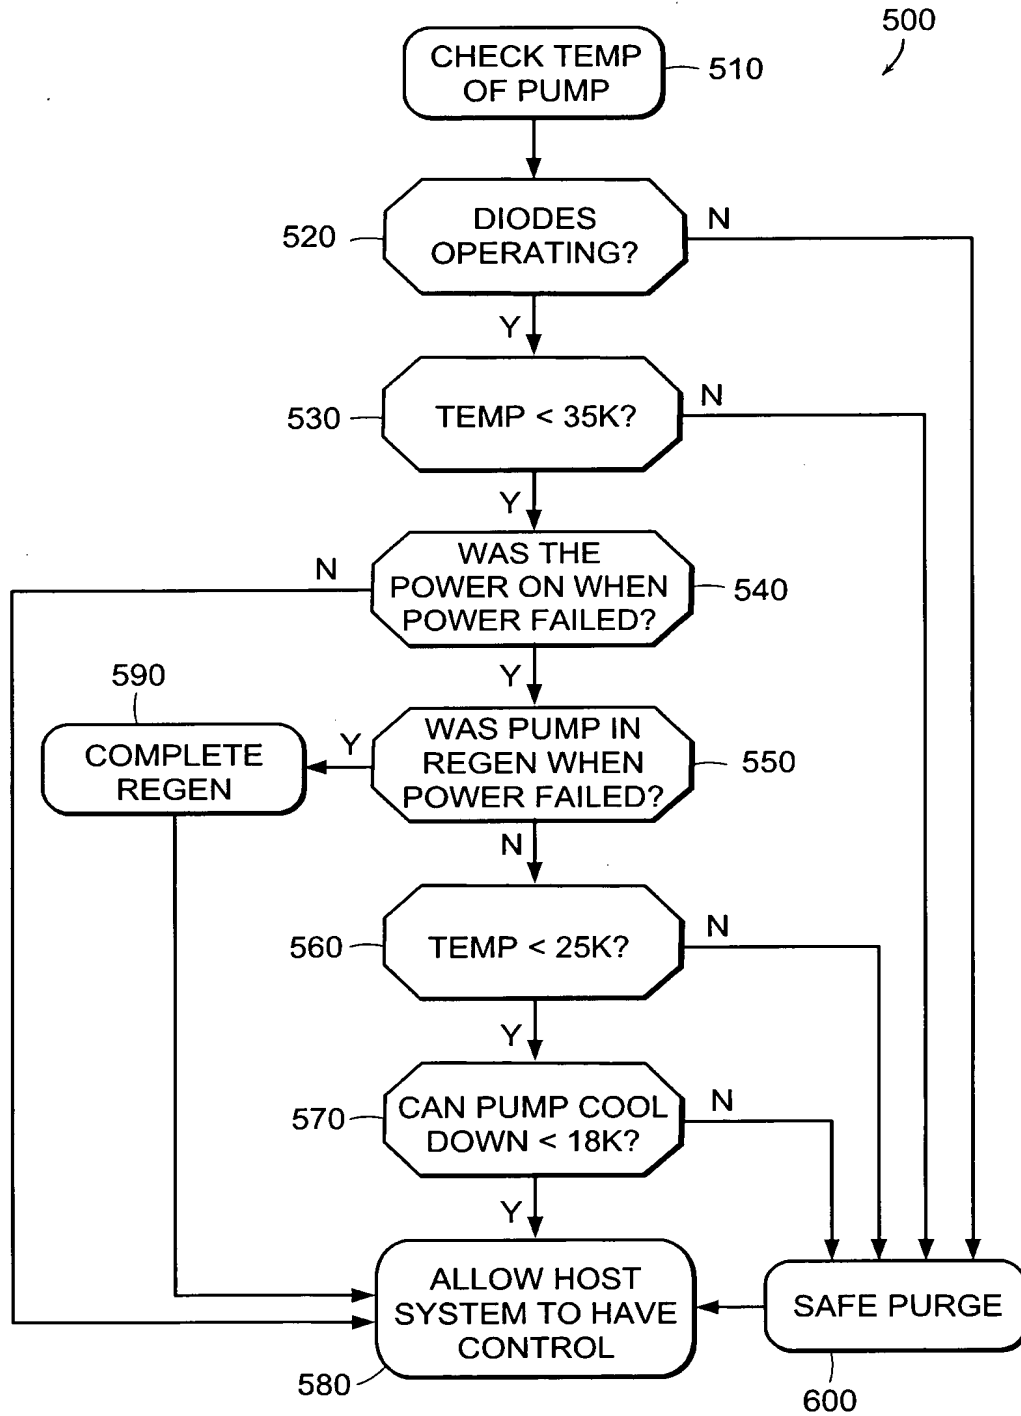 500
CHECK TEMP
OF PUMP
510
DIODES
OPERATING?
520
N
Y
TEMP < 35K?
530
N
Y
WAS THE
POWER ON WHEN
POWER FAILED?
540
N
Y
WAS PUMP IN
REGEN WHEN
POWER FAILED?
550
Y
590
COMPLETE
REGEN
N
TEMP < 25K?
560
N
Y
CAN PUMP COOL
DOWN < 18K?
570
N
Y
ALLOW HOST
SYSTEM TO HAVE
CONTROL
580
SAFE PURGE
600